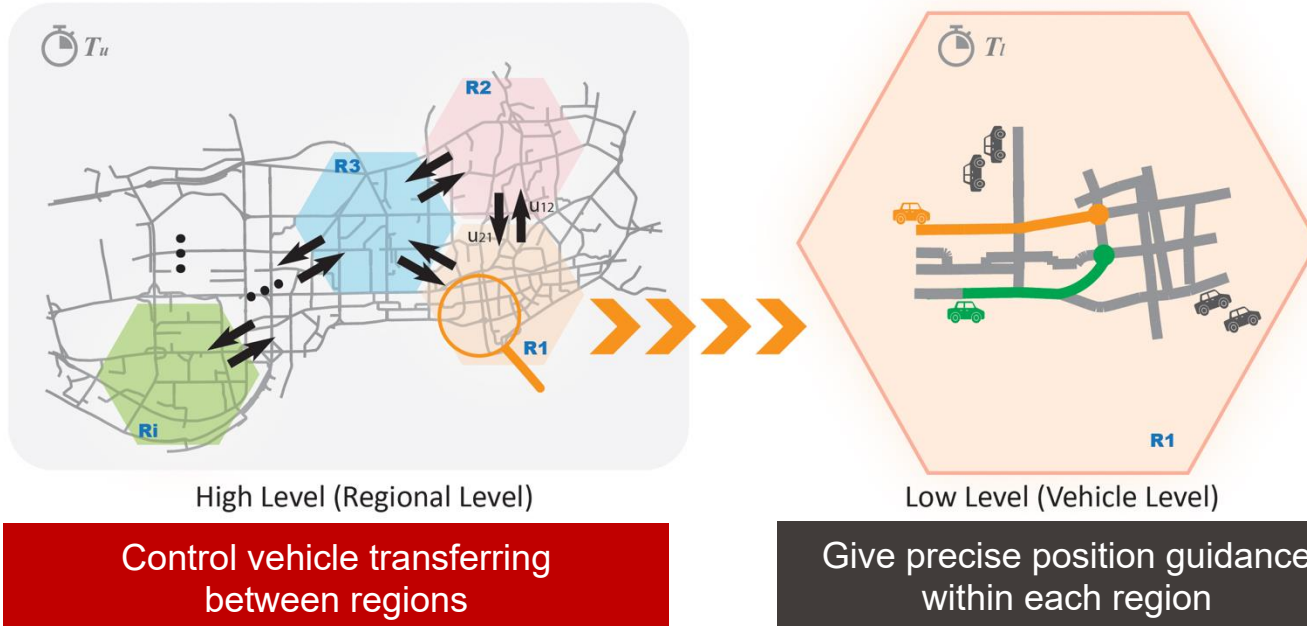 Tu
R2
R3
u12
u21
R1
Ri
High Level (Regional Level)
Control vehicle transferring
between regions
Tl
R1
Low Level (Vehicle Level)
Give precise position guidance
within each region